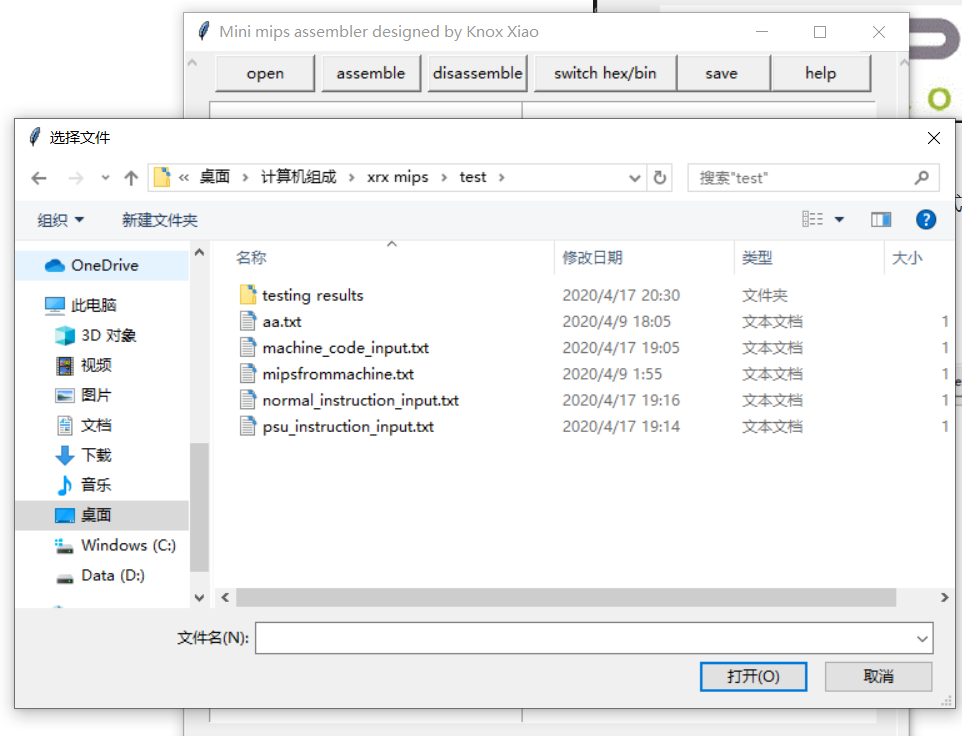 Mini mips assembler designed by Knox Xiao
open assemble disassemble switch hex/bin save help
选择文件
« 桌面 › 计算机组成 › xrx mips › test ›
搜索"test"
组织 新建文件夹
名称 修改日期 类型 大小
OneDrive
此电脑
3D 对象
视频
图片
文档
下载
音乐
桌面
Windows (C:)
Data (D:)
testing results 2020/4/17 20:30 文件夹
aa.txt 2020/4/9 18:05 文本文档 1
machine_code_input.txt 2020/4/17 19:05 文本文档 1
mipsfrommachine.txt 2020/4/9 1:55 文本文档 1
normal_instruction_input.txt 2020/4/17 19:16 文本文档 1
psu_instruction_input.txt 2020/4/17 19:14 文本文档 1
文件名(N):
打开(O) 取消